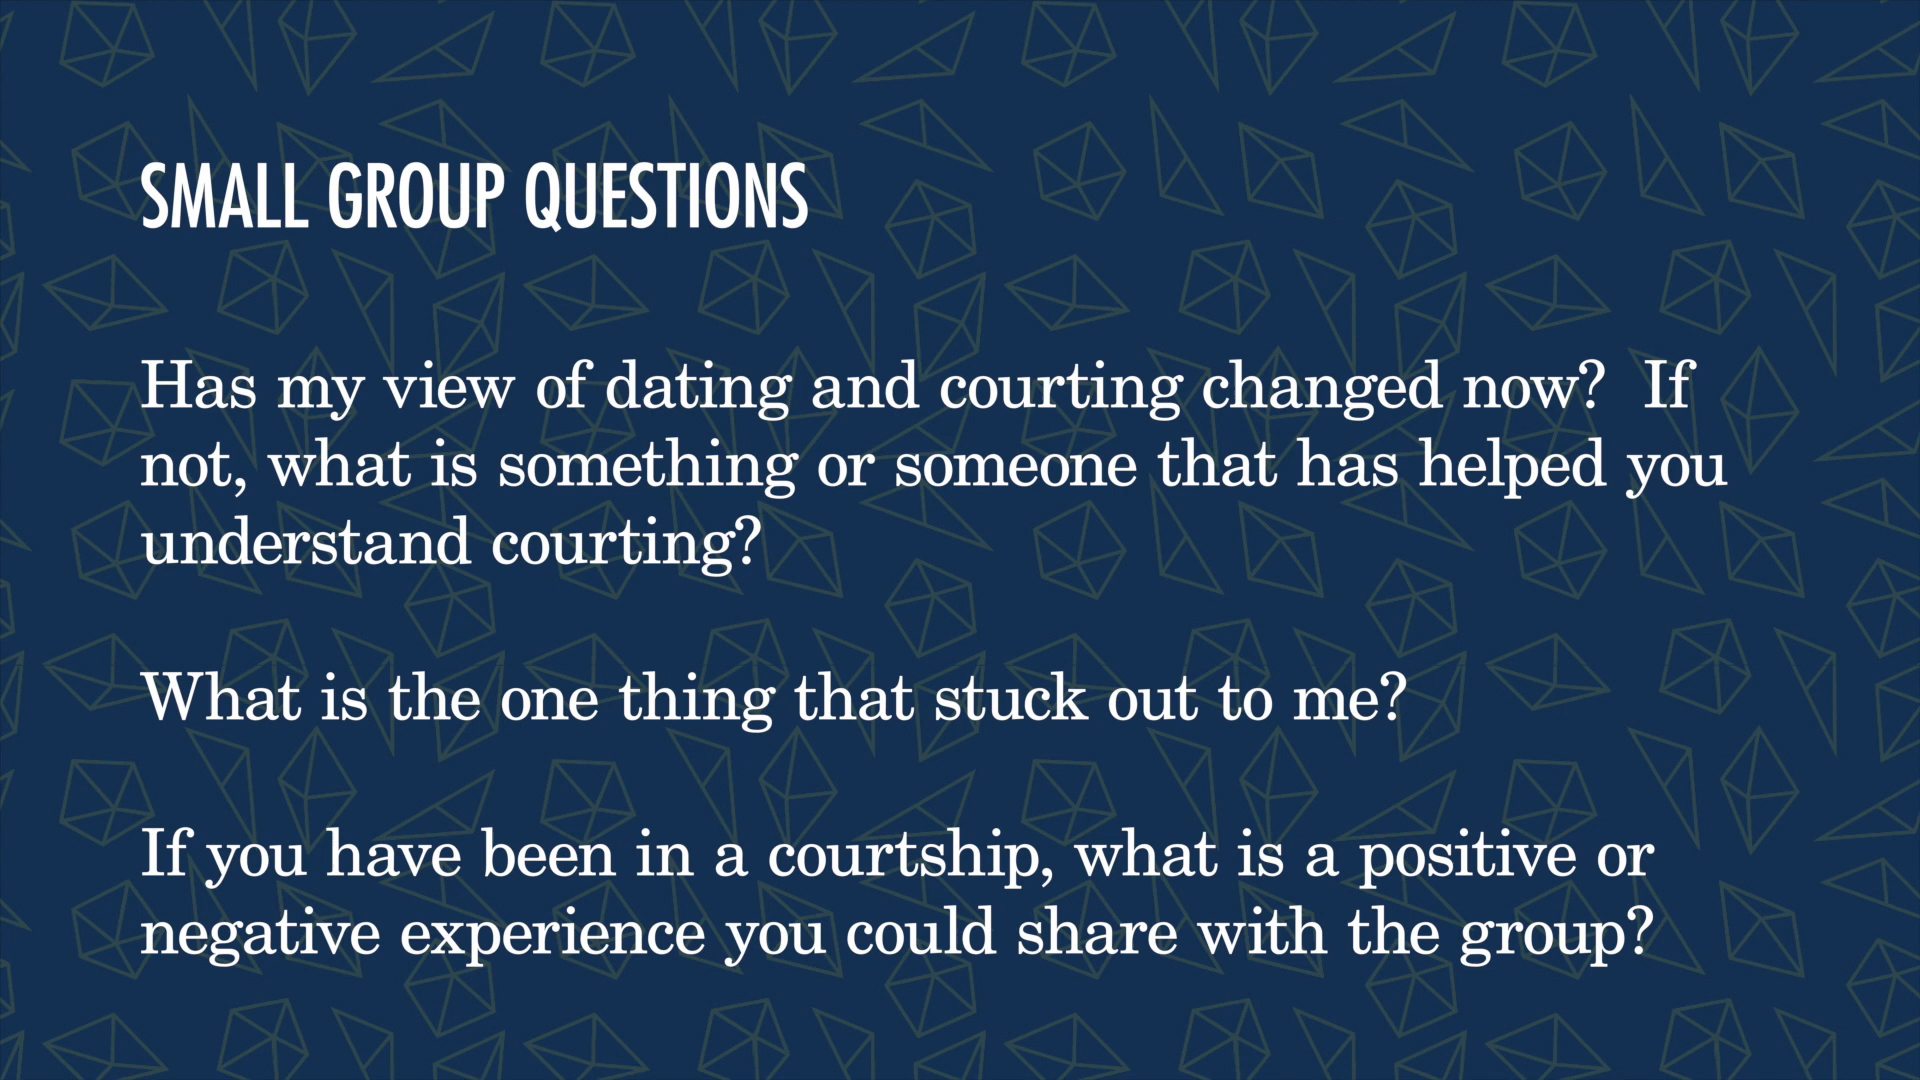 SMALL GROUP QUESTIONS
Has my view of dating and courting changed now?  If
not, what is something or someone that has helped you
understand courting?
What is the one thing that stuck out to me?
If you have been in a courtship, what is a positive or
negative experience you could share with the group?